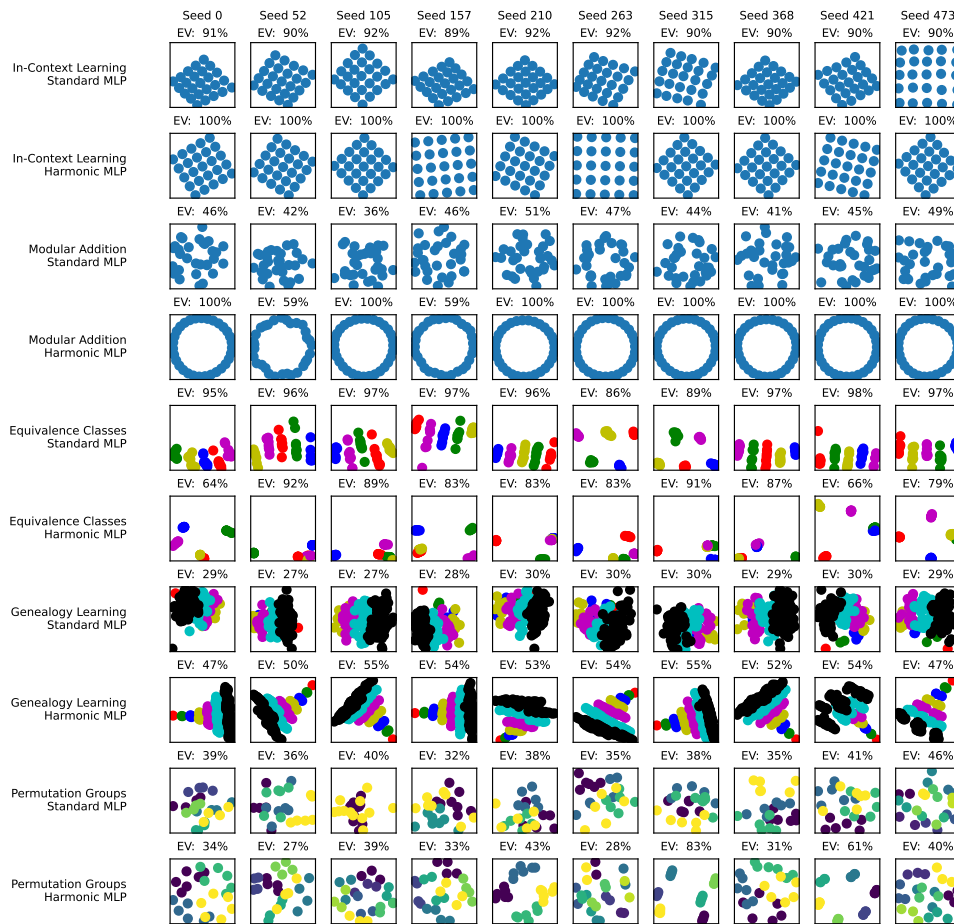 Seed 0 Seed 52 Seed 105 Seed 157 Seed 210 Seed 263 Seed 315 Seed 368 Seed 421 Seed 473
EV: 91% EV: 90% EV: 92% EV: 89% EV: 92% EV: 92% EV: 90% EV: 90% EV: 90% EV: 90%
In-Context Learning
Standard MLP
EV: 100% EV: 100% EV: 100% EV: 100% EV: 100% EV: 100% EV: 100% EV: 100% EV: 100% EV: 100%
In-Context Learning
Harmonic MLP
EV: 46% EV: 42% EV: 36% EV: 46% EV: 51% EV: 47% EV: 44% EV: 41% EV: 45% EV: 49%
Modular Addition
Standard MLP
EV: 100% EV: 59% EV: 100% EV: 59% EV: 100% EV: 100% EV: 100% EV: 100% EV: 100% EV: 100%
Modular Addition
Harmonic MLP
EV: 95% EV: 96% EV: 97% EV: 97% EV: 96% EV: 86% EV: 89% EV: 97% EV: 98% EV: 97%
Equivalence Classes
Standard MLP
EV: 64% EV: 92% EV: 89% EV: 83% EV: 83% EV: 83% EV: 91% EV: 87% EV: 66% EV: 79%
Equivalence Classes
Harmonic MLP
EV: 29% EV: 27% EV: 27% EV: 28% EV: 30% EV: 30% EV: 30% EV: 29% EV: 30% EV: 29%
Genealogy Learning
Standard MLP
EV: 47% EV: 50% EV: 55% EV: 54% EV: 53% EV: 54% EV: 55% EV: 52% EV: 54% EV: 47%
Genealogy Learning
Harmonic MLP
EV: 39% EV: 36% EV: 40% EV: 32% EV: 38% EV: 35% EV: 38% EV: 35% EV: 41% EV: 46%
Permutation Groups
Standard MLP
EV: 34% EV: 27% EV: 39% EV: 33% EV: 43% EV: 28% EV: 83% EV: 31% EV: 61% EV: 40%
Permutation Groups
Harmonic MLP